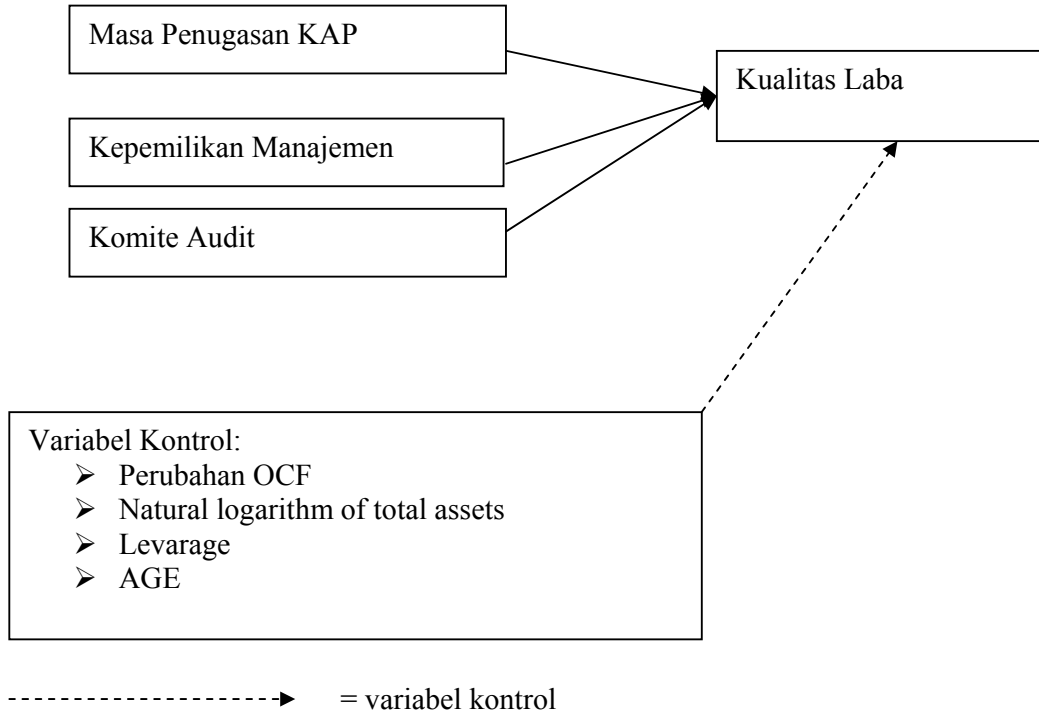 Masa Penugasan KAP
Kualitas Laba
Kepemilikan Manajemen
Komite Audit
Variabel Kontrol:
➢ Perubahan OCF
➢ Natural logarithm of total assets
➢ Levarage
➢ AGE
= variabel kontrol